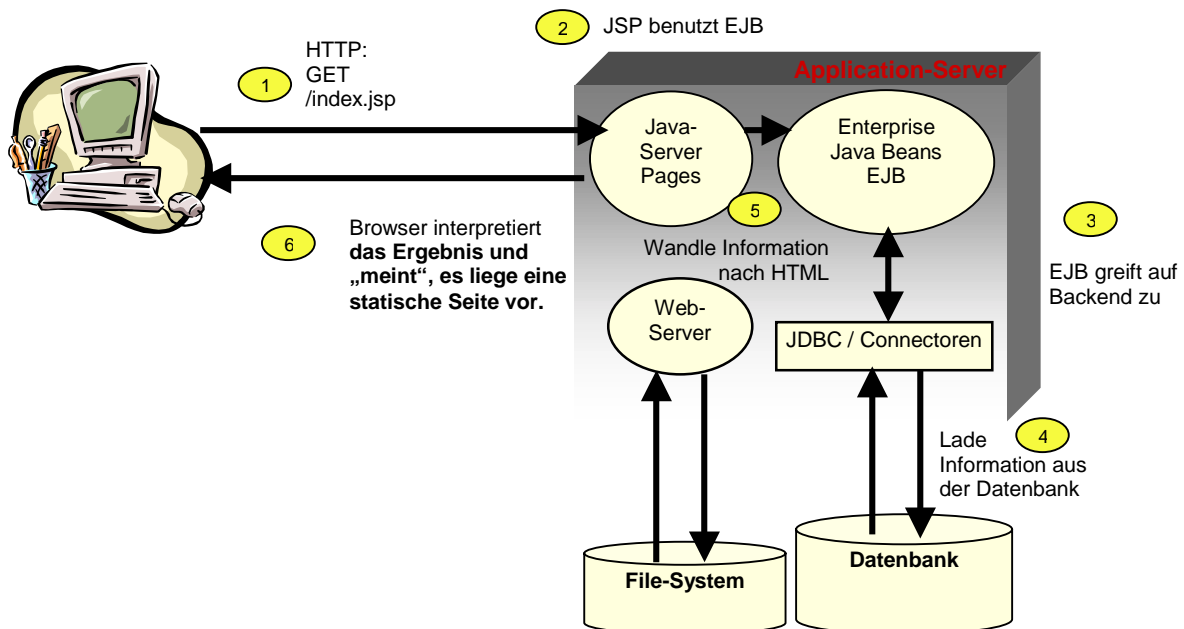 2
JSP benutzt EJB
HTTP:
GET
/index.jsp
1
Application-Server
Java-
Server
Pages
Enterprise
Java Beans
EJB
5
3
6
Browser interpretiert
das Ergebnis und
„meint“, es liege eine
statische Seite vor.
Wandle Information
nach HTML
EJB greift auf
Backend zu
Web-
Server
JDBC / Connectoren
4
Lade
Information aus
der Datenbank
File-System
Datenbank